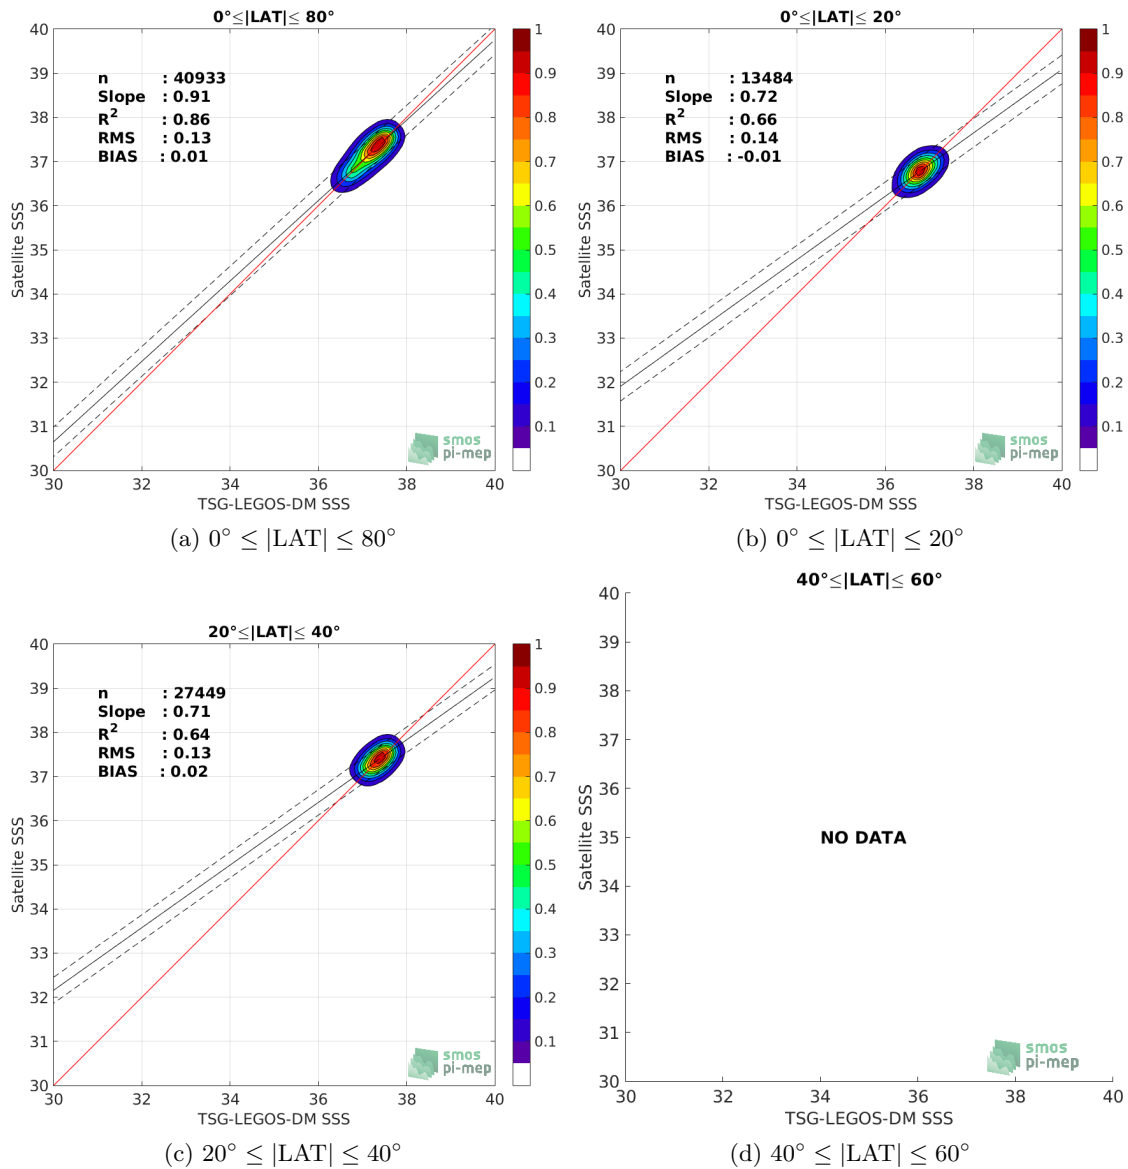 0°≤|LAT|≤ 80°
n : 40933
Slope : 0.91
R² : 0.86
RMS : 0.13
BIAS : 0.01
Satellite SSS
40
39
38
37
36
35
34
33
32
31
30
30 32 34 36 38 40
TSG-LEGOS-DM SSS
1
0.9
0.8
0.7
0.6
0.5
0.4
0.3
0.2
0.1
smos
pi-mep
(a) 0° ≤ |LAT| ≤ 80°
0°≤|LAT|≤ 20°
n : 13484
Slope : 0.72
R² : 0.66
RMS : 0.14
BIAS : -0.01
Satellite SSS
40
39
38
37
36
35
34
33
32
31
30
30 32 34 36 38 40
TSG-LEGOS-DM SSS
1
0.9
0.8
0.7
0.6
0.5
0.4
0.3
0.2
0.1
smos
pi-mep
(b) 0° ≤ |LAT| ≤ 20°
20°≤|LAT|≤ 40°
n : 27449
Slope : 0.71
R² : 0.64
RMS : 0.13
BIAS : 0.02
Satellite SSS
40
39
38
37
36
35
34
33
32
31
30
30 32 34 36 38 40
TSG-LEGOS-DM SSS
1
0.9
0.8
0.7
0.6
0.5
0.4
0.3
0.2
0.1
smos
pi-mep
(c) 20° ≤ |LAT| ≤ 40°
40°≤|LAT|≤ 60°
Satellite SSS
40
39
38
37
36
35
34
33
32
31
30
NO DATA
30 32 34 36 38 40
TSG-LEGOS-DM SSS
smos
pi-mep
(d) 40° ≤ |LAT| ≤ 60°